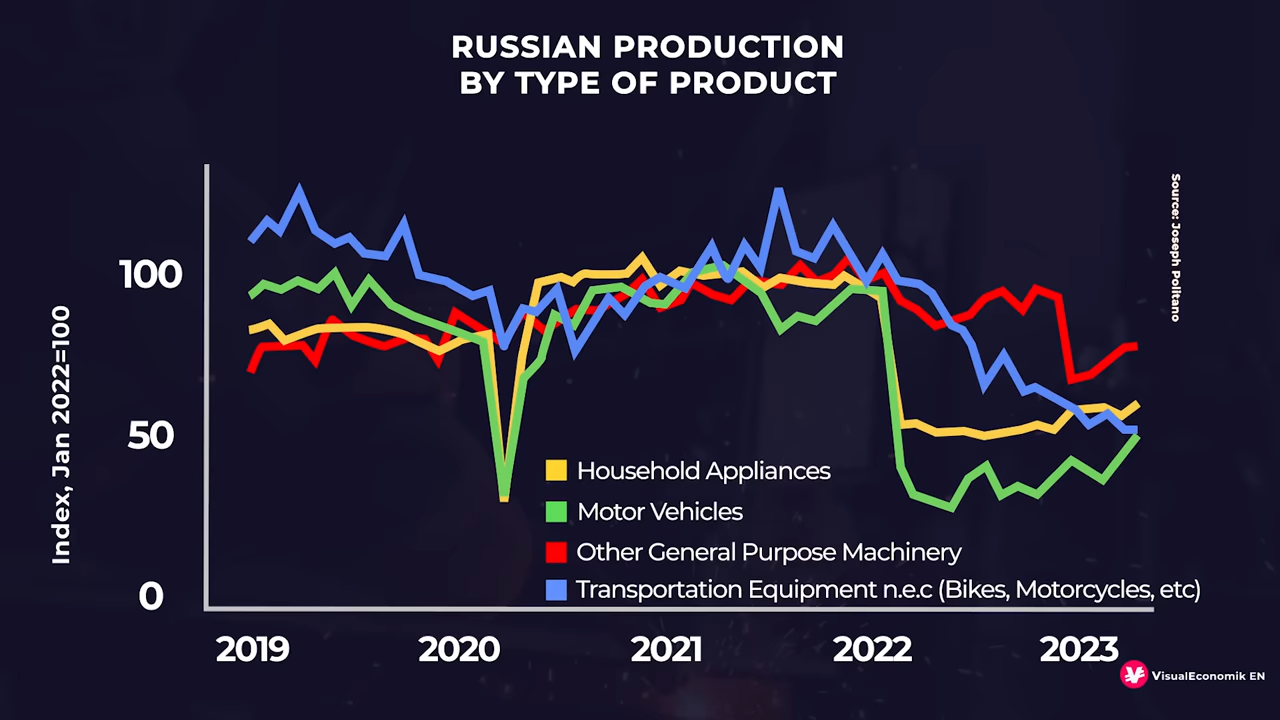 RUSSIAN PRODUCTION
BY TYPE OF PRODUCT
Source: Joseph Politano
Index, Jan 2022=100
100
50
0
Household Appliances
Motor Vehicles
Other General Purpose Machinery
Transportation Equipment n.e.c (Bikes, Motorcycles, etc)
2019 2020 2021 2022 2023
VisualEconomik EN